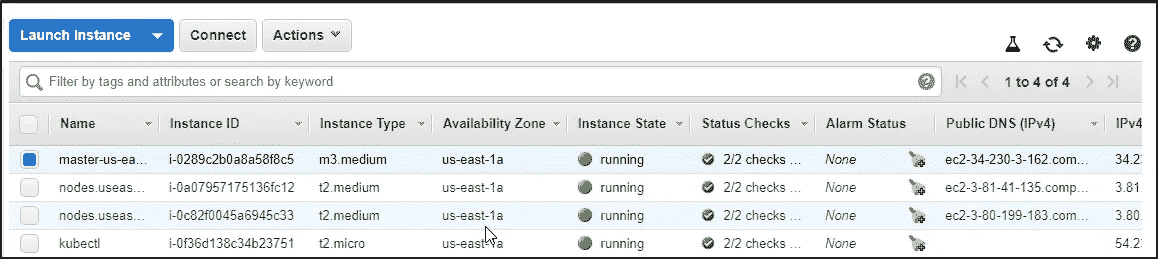 Launch Instance Connect Actions
Filter by tags and attributes or search by keyword 1 to 4 of 4
Name Instance ID Instance Type Availability Zone Instance State Status Checks Alarm Status Public DNS (IPv4) IPv4
master-us-ea... i-0289c2b0a8a58f8c5 m3.medium us-east-1a running 2/2 checks ... None ec2-34-230-3-162.com... 34.23
nodes.useas... i-0a07957175136fc12 t2.medium us-east-1a running 2/2 checks ... None ec2-3-81-41-135.comp... 3.81.
nodes.useas... i-0c82f0045a6945c33 t2.medium us-east-1a running 2/2 checks ... None ec2-3-80-199-183.com... 3.80.
kubectl i-0f36d138c34b23751 t2.micro us-east-1a running 2/2 checks ... None 54.23